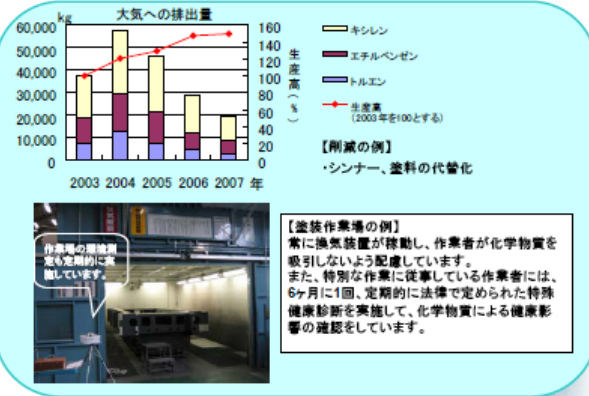 大気への排出量
kg
60,000
50,000
40,000
30,000
20,000
10,000
0
160
140
120
100
80
60
40
20
0
生産高(%)
2003 2004 2005 2006 2007 年
キシレン
エチルベンゼン
トルエン
生産高
(2003年を100とする)
【削減の例】
・シンナー、塗料の代替化
作業場の環境測
定も定期的に実
施しています。
【塗装作業場の例】
常に換気装置が稼動し、作業者が化学物質を
吸引しないよう配慮しています。
また、特別な作業に従事している作業者には、
6ヶ月に1回、定期的に法律で定められた特殊
健康診断を実施して、化学物質による健康影
響の確認をしています。